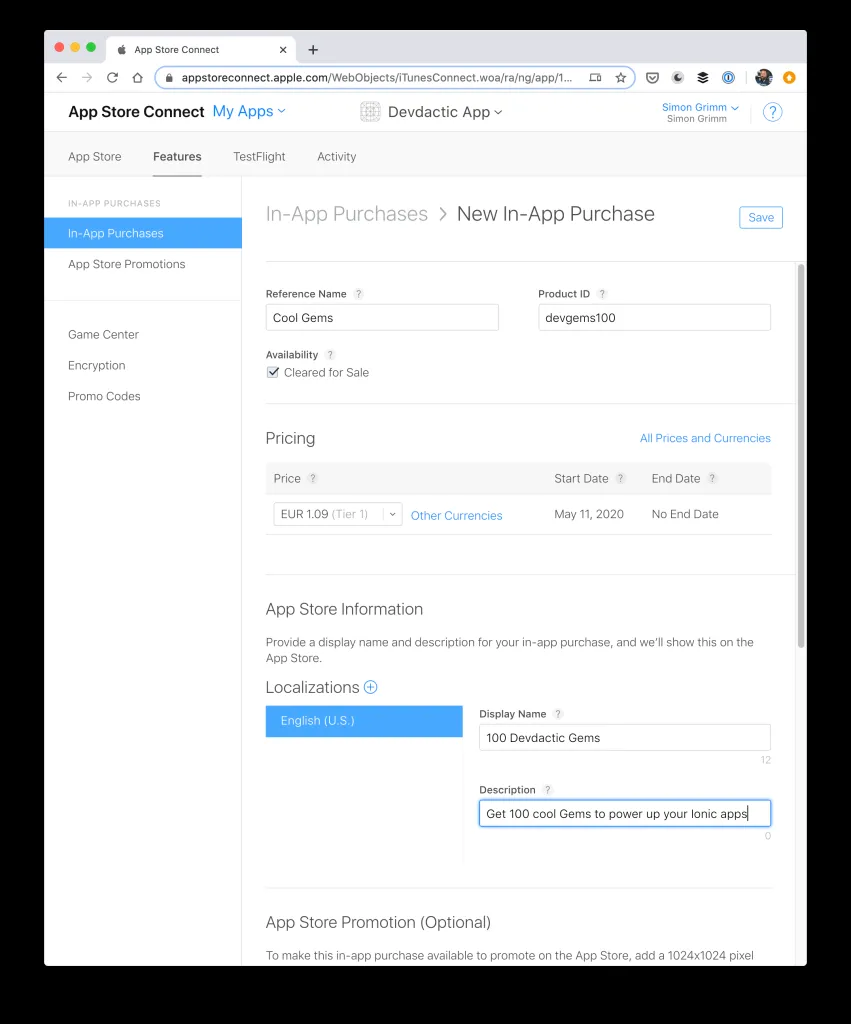 App Store Connect
appstoreconnect.apple.com/WebObjects/iTunesConnect.woa/ra/ng/app/1...
App Store Connect My Apps
Devdactic App
Simon Grimm
Simon Grimm
?
App Store Features TestFlight Activity
IN-APP PURCHASES
In-App Purchases
App Store Promotions
Game Center
Encryption
Promo Codes
In-App Purchases > New In-App Purchase
Save
Reference Name ? Product ID ?
Cool Gems devgems100
Availability ?
Cleared for Sale
Pricing All Prices and Currencies
Price ? Start Date ? End Date ?
EUR 1.09 (Tier 1) Other Currencies May 11, 2020 No End Date
App Store Information
Provide a display name and description for your in-app purchase, and we'll show this on the
App Store.
Localizations
English (U.S.)
Display Name ?
100 Devdactic Gems
12
Description ?
Get 100 cool Gems to power up your Ionic apps
0
App Store Promotion (Optional)
To make this in-app purchase available to promote on the App Store, add a 1024x1024 pixel